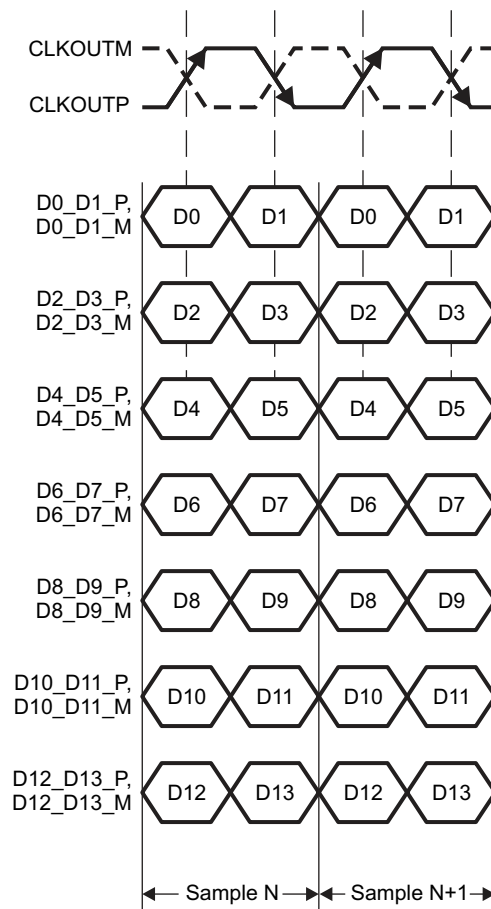 CLKOUTM
CLKOUTP
D0_D1_P,
D0_D1_M
D0 D1 D0 D1
D2_D3_P,
D2_D3_M
D2 D3 D2 D3
D4_D5_P,
D4_D5_M
D4 D5 D4 D5
D6_D7_P,
D6_D7_M
D6 D7 D6 D7
D8_D9_P,
D8_D9_M
D8 D9 D8 D9
D10_D11_P,
D10_D11_M
D10 D11 D10 D11
D12_D13_P,
D12_D13_M
D12 D13 D12 D13
Sample N Sample N+1